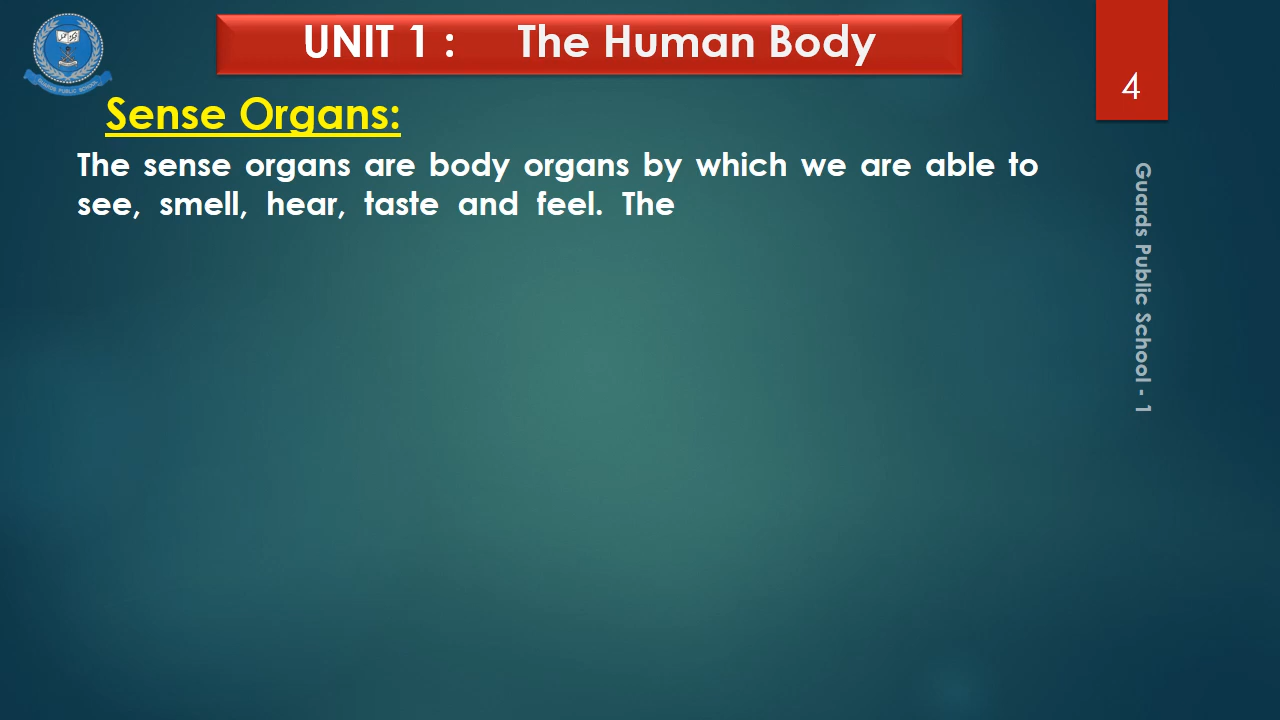 UNIT 1 : The Human Body
4
Sense Organs:
The sense organs are body organs by which we are able to
see, smell, hear, taste and feel. The
Guards Public School - 1